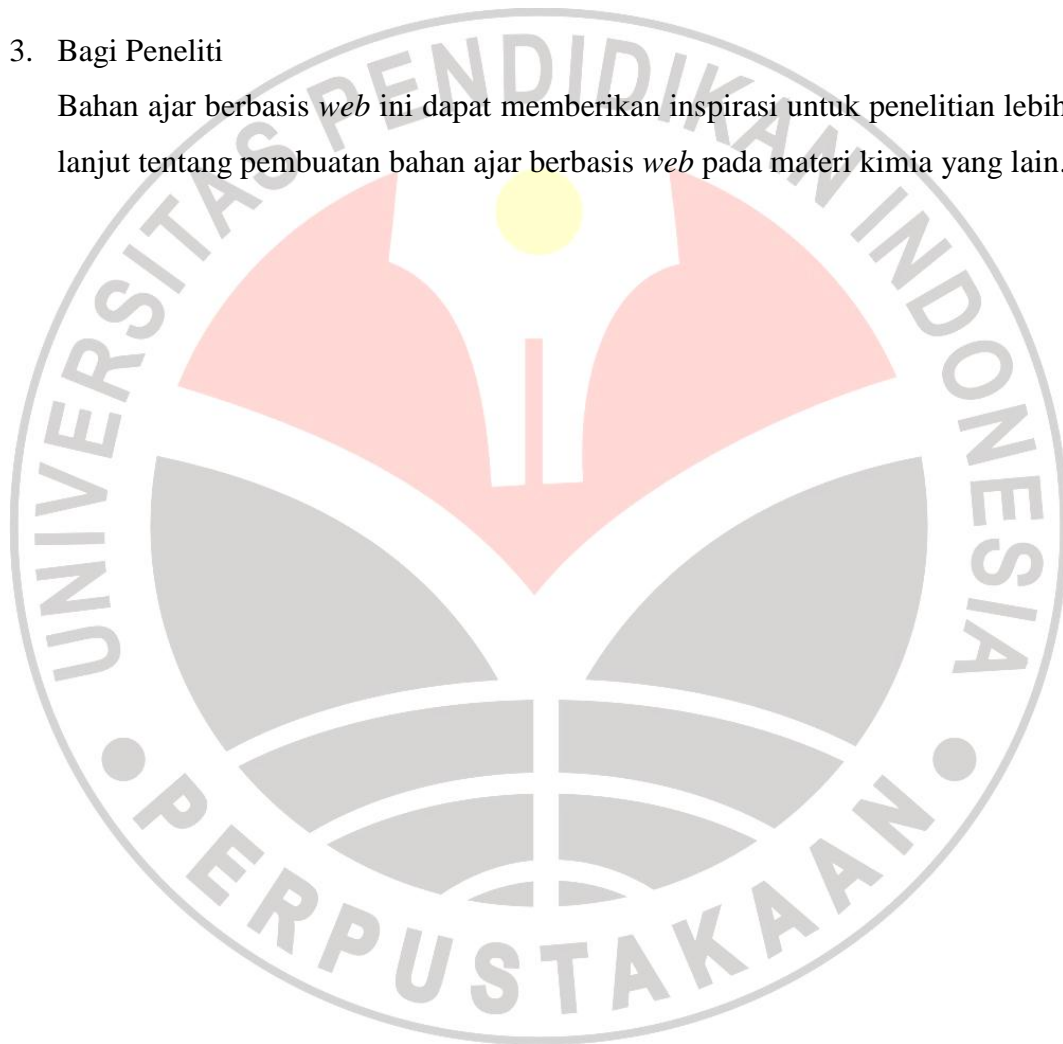 3. Bagi Peneliti
Bahan ajar berbasis web ini dapat memberikan inspirasi untuk penelitian lebih
lanjut tentang pembuatan bahan ajar berbasis web pada materi kimia yang lain.
UNIVERSITAS PENDIDIKAN INDONESIA
PERPUSTAKAAN